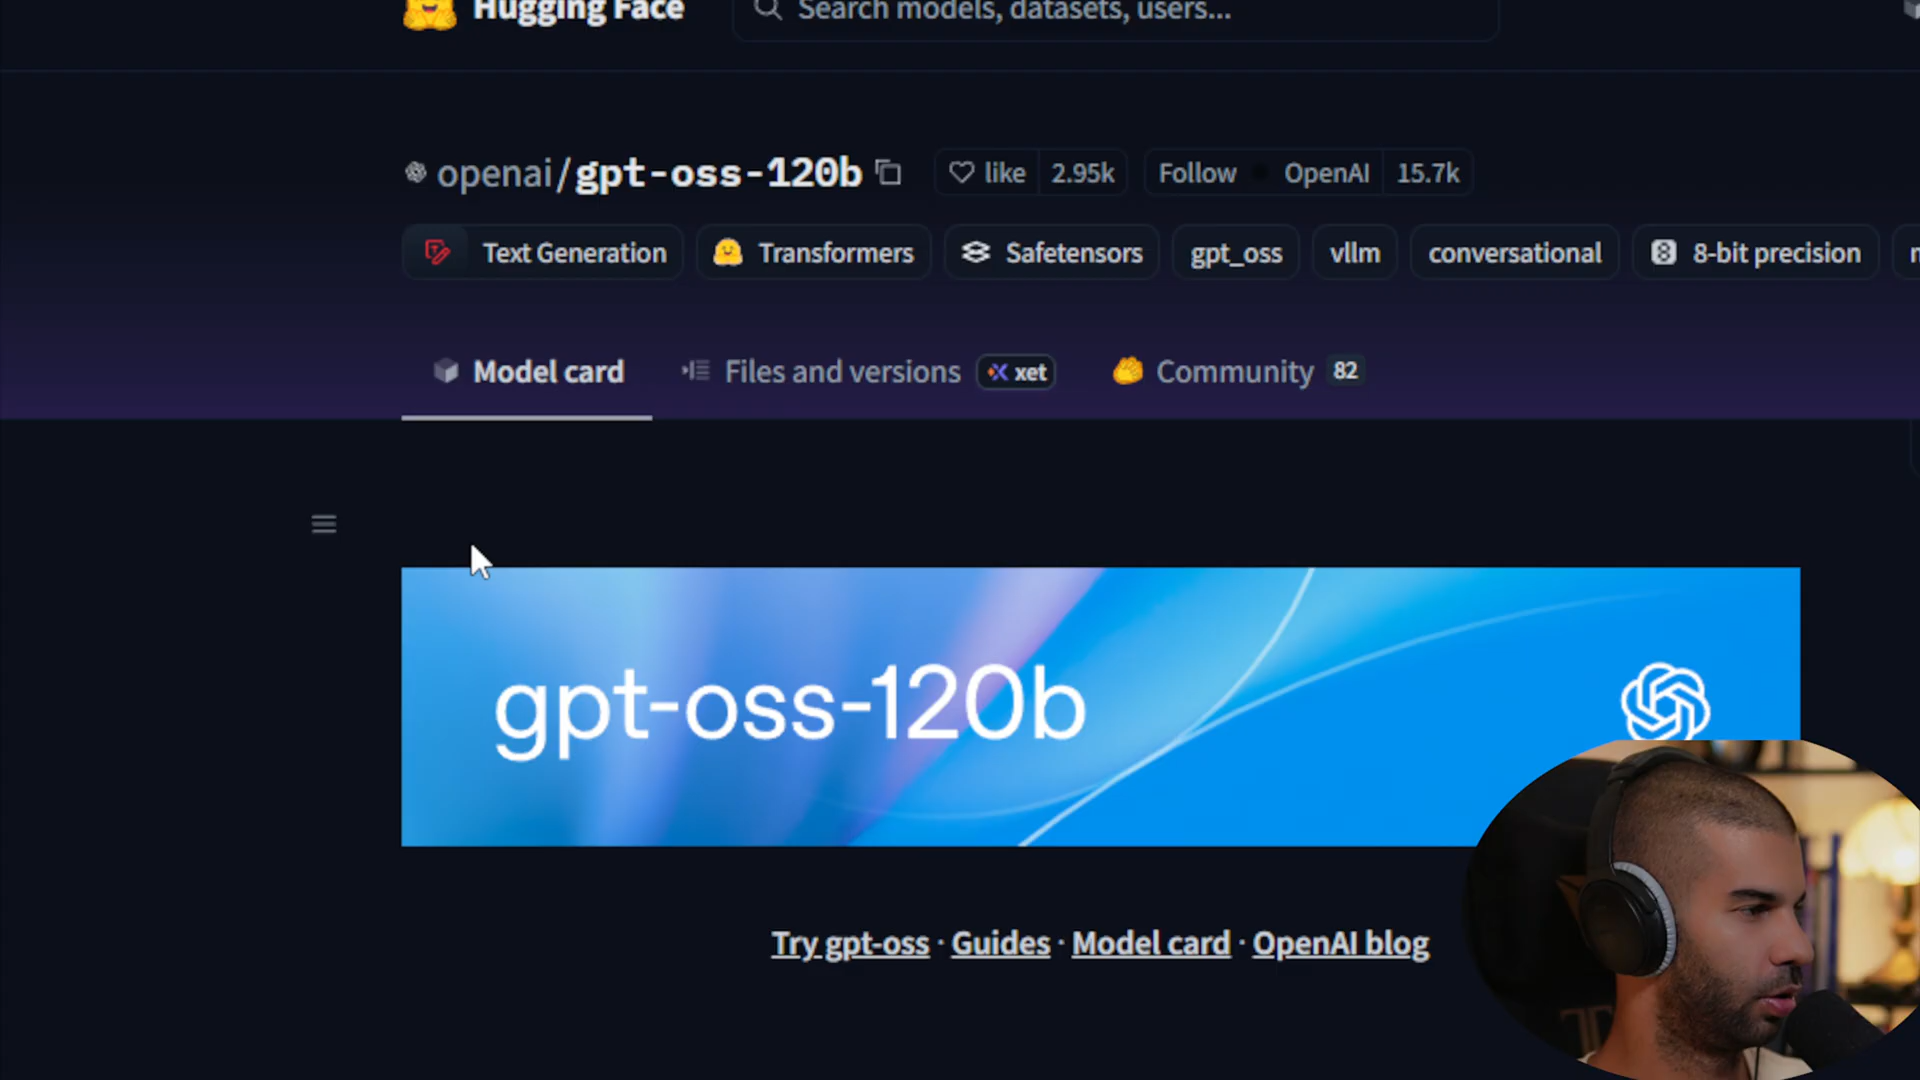 Hugging Face
Search models, datasets, users...
openai/gpt-oss-120b like 2.95k Follow OpenAI 15.7k
Text Generation Transformers Safetensors gpt_oss vllm conversational 8-bit precision
Model card Files and versions xet Community 82
gpt-oss-120b
Try gpt-oss · Guides · Model card · OpenAI blog